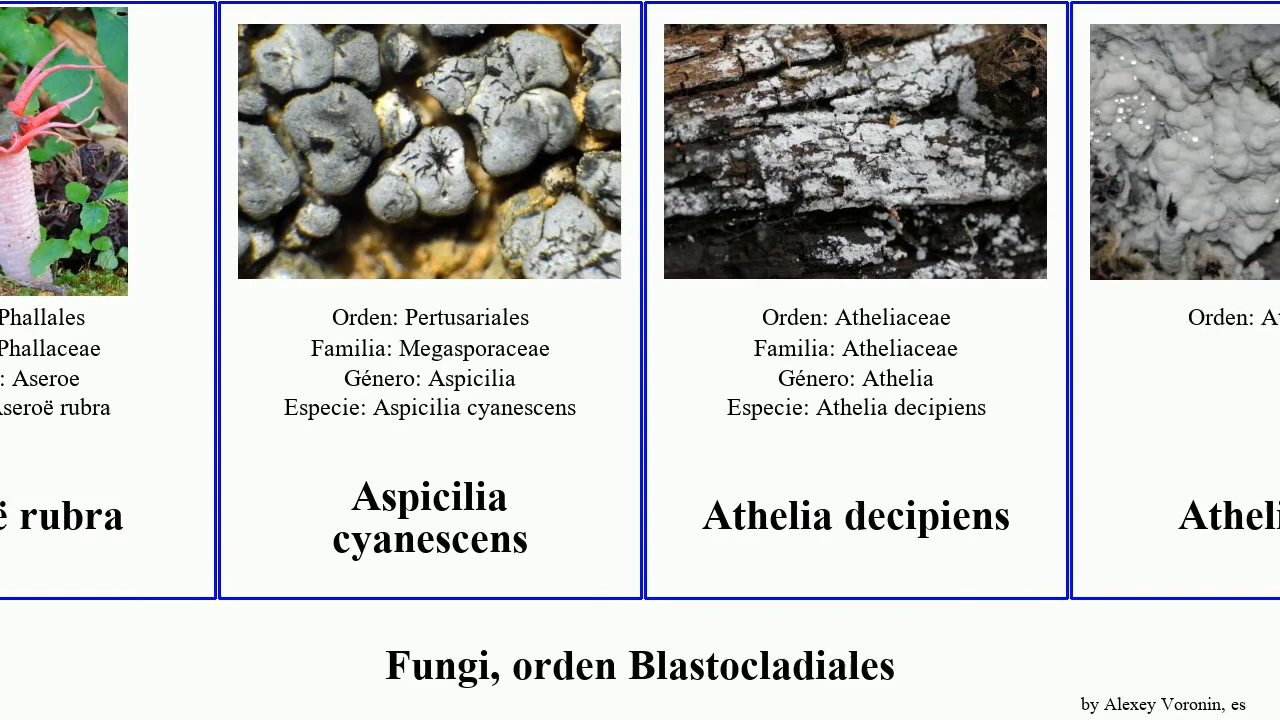 Phallales
Phallaceae
: Aseroe
Aseroë rubra
ë rubra
Orden: Pertusariales
Familia: Megasporaceae
Género: Aspicilia
Especie: Aspicilia cyanescens
Aspicilia
cyanescens
Orden: Atheliaceae
Familia: Atheliaceae
Género: Athelia
Especie: Athelia decipiens
Athelia decipiens
Orden: At
Atheli
Fungi, orden Blastocladiales
by Alexey Voronin, es